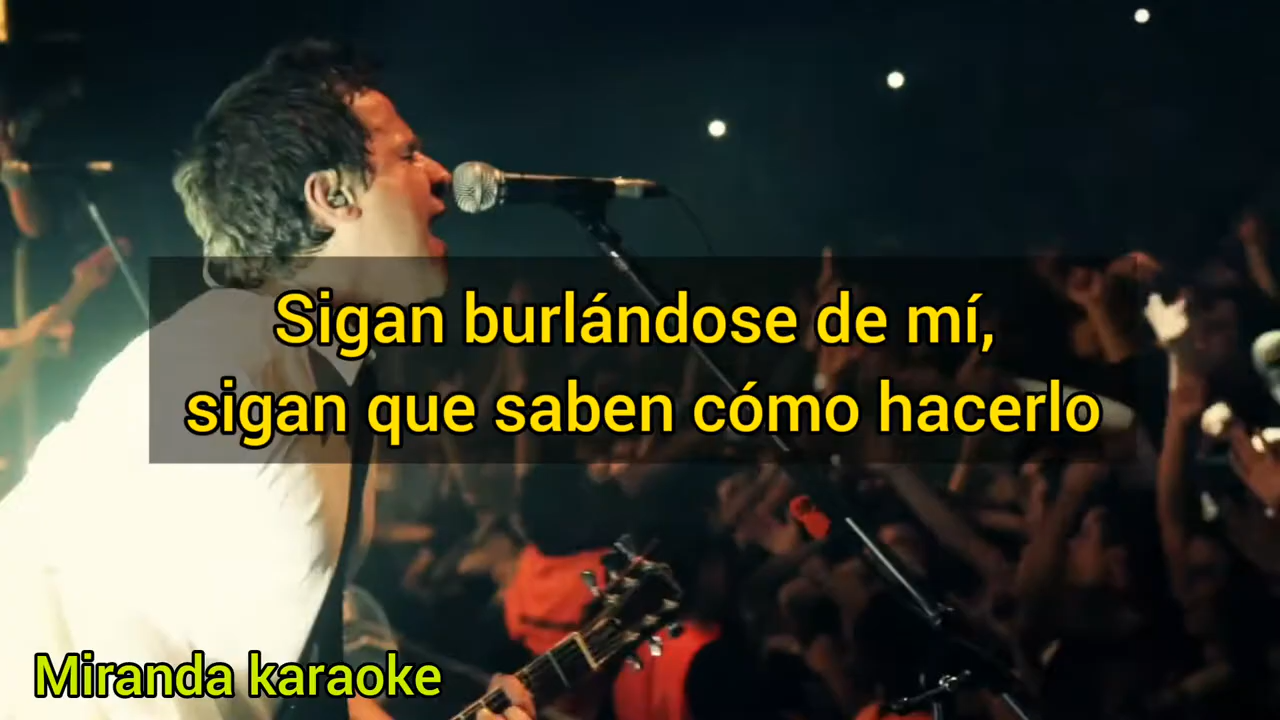 Sigan burlándose de mí,
sigan que saben cómo hacerlo
Miranda karaoke